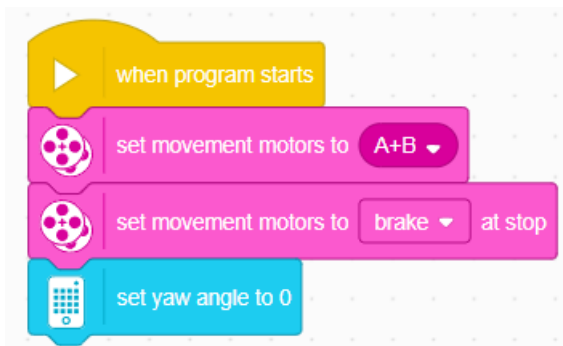 when program starts
set movement motors to A+B
set movement motors to brake at stop
set yaw angle to 0